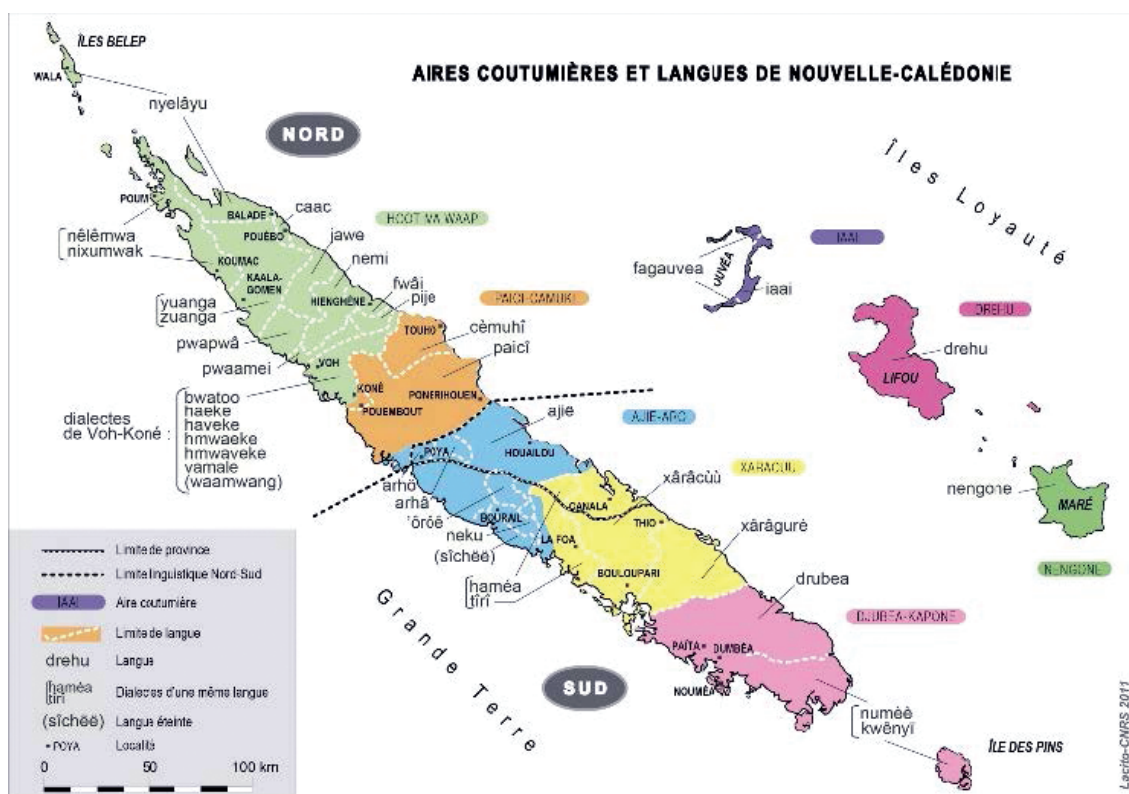 AIRES COUTUMIÈRES ET LANGUES DE NOUVELLE-CALÉDONIE
ÎLES BELEP
WALA
nyelâyu
NORD
Îles Loyauté
POUM
BALADE
caac
HOOT MA WAAP
POUÉBO
nêlêmwa
nixumwak
jawe
KOUMAC
nemi
KAALA-
GOMEN
fwâi
HIENGHÈNE
pije
yuanga
zuanga
PAICI-CAMUKI
TOUHO
cèmuhî
pwapwâ
paicî
pwaamei
VOH
fagauvea
OUVÉA
IAAI
iaai
DREHU
drehu
LIFOU
dialectes
de Voh-Koné :
bwatoo
haeke
haveke
hmwaeke
hmwaveke
vamale
(waamwang)
KONÉ
POUEMBOUT
PONERIHOUEN
ajië
AJIE-ARO
POYA
HOUAILOU
XARACUU
arhö
arhâ
'ôrôê
xârâcùù
nengone
MARÉ
NENGONE
CANALA
BOURAIL
THIO
neku
(sîchëë)
LA FOA
xârâgurè
haméa
tîrî
BOULOUPARI
drubea
DJUBEA-KAPONE
Grande Terre
PAÏTA
DUMBÉA
NOUMÉA
SUD
numèè
kwênyï
ÎLE DES PINS
Limite de province
Limite linguistique Nord-Sud
IAAI
Aire coutumière
Limite de langue
drehu
Langue
haméa
tîrî
Dialectes d'une même langue
(sîchëë)
Langue éteinte
POYA
Localité
0 50 100 km
Lacito-CNRS 2011